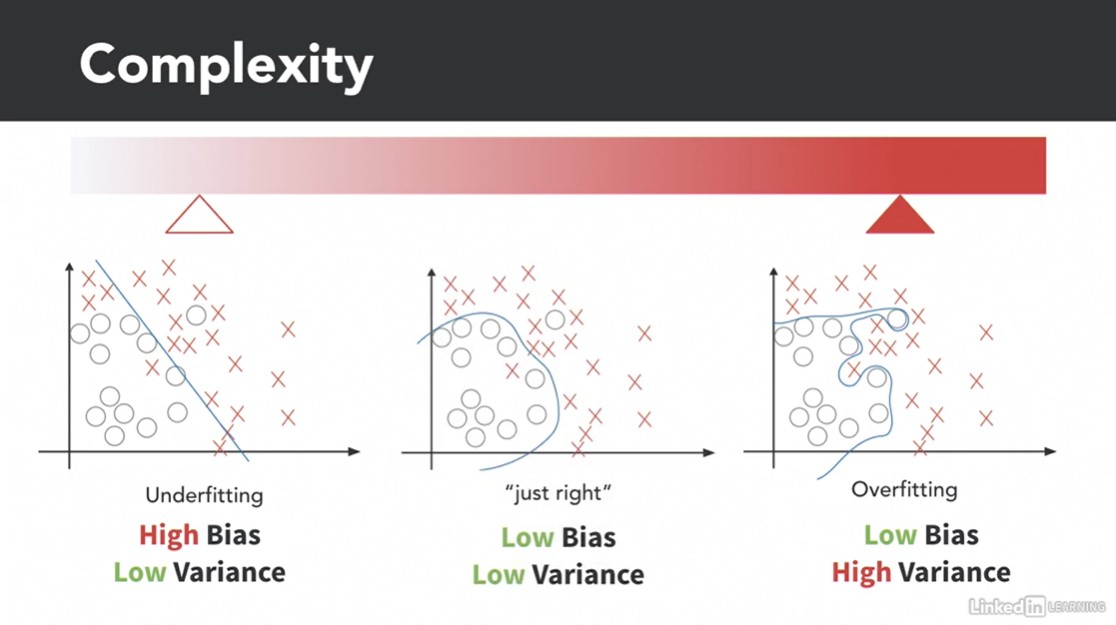 Complexity
Underfitting
High Bias
Low Variance
“just right”
Low Bias
Low Variance
Overfitting
Low Bias
High Variance
Linked in LEARNING